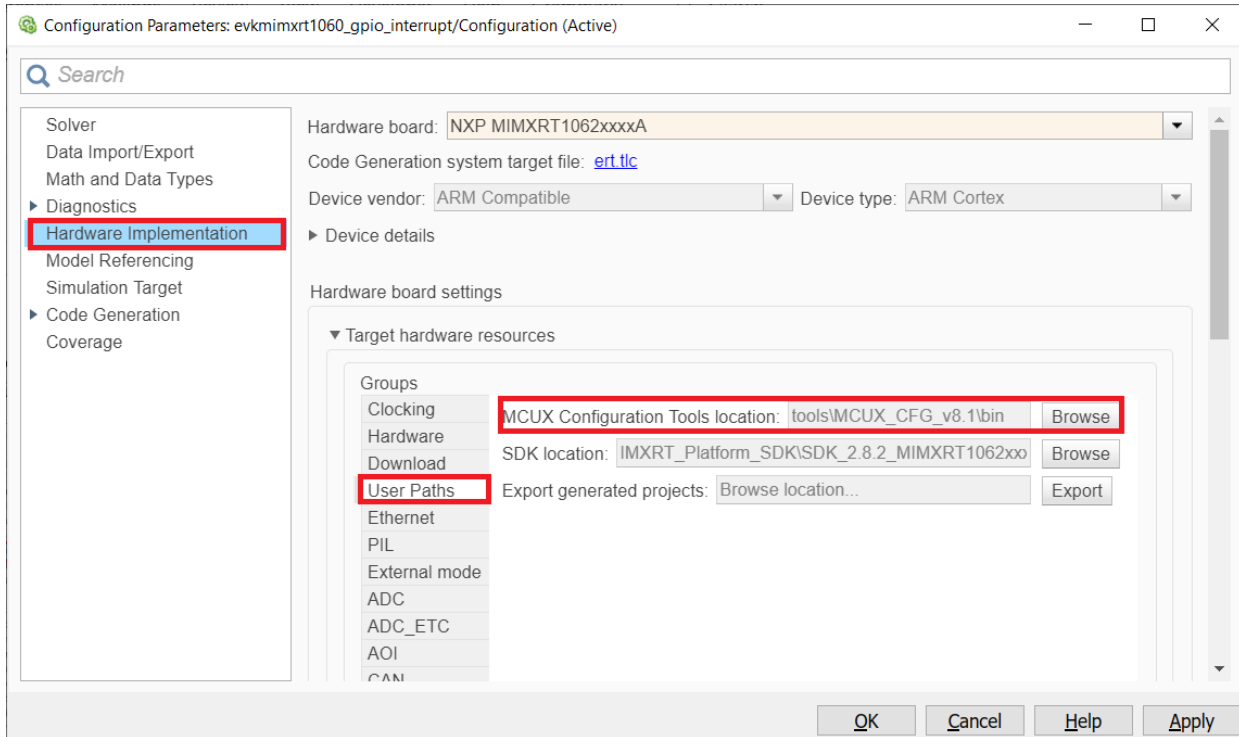 Configuration Parameters: evkmimxrt1060_gpio_interrupt/Configuration (Active)
Search
Solver
Data Import/Export
Math and Data Types
Diagnostics
Hardware Implementation
Model Referencing
Simulation Target
Code Generation
Coverage
Hardware board: NXP MIMXRT1062xxxxA
Code Generation system target file: ert.tlc
Device vendor: ARM Compatible Device type: ARM Cortex
Device details
Hardware board settings
Target hardware resources
Groups
Clocking
Hardware
Download
User Paths
Ethernet
PIL
External mode
ADC
ADC_ETC
AOI
CAN
MCUX Configuration Tools location: tools\MCUX_CFG_v8.1\bin Browse
SDK location: IMXRT_Platform_SDK\SDK_2.8.2_MIMXRT1062xx Browse
Export generated projects: Browse location... Export
OK Cancel Help Apply